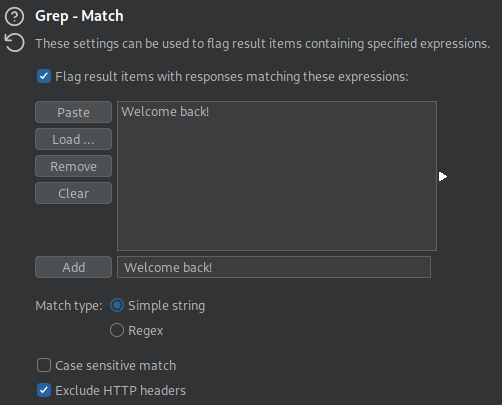 Grep - Match
These settings can be used to flag result items containing specified expressions.
Flag result items with responses matching these expressions:
Paste
Welcome back!
Load ...
Remove
Clear
Add
Welcome back!
Match type:
Simple string
Regex
Case sensitive match
Exclude HTTP headers